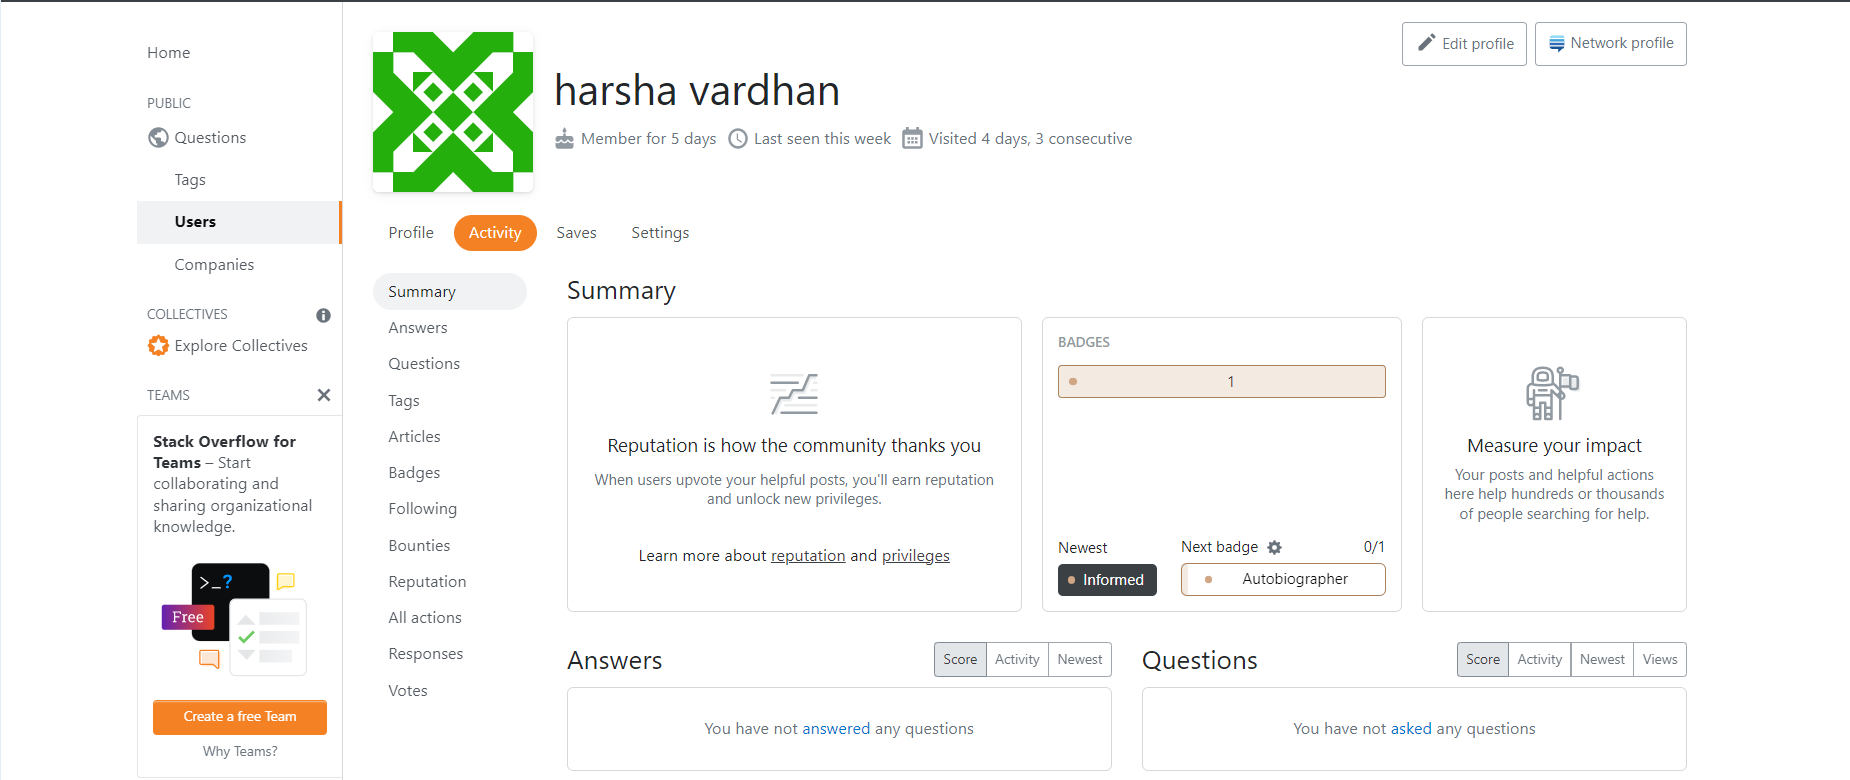 Home
PUBLIC
Questions
Tags
Users
Companies
COLLECTIVES
Explore Collectives
TEAMS
Stack Overflow for
Teams – Start
collaborating and
sharing organizational
knowledge.
>_?
Free
Create a free Team
Why Teams?
harsha vardhan
Member for 5 days Last seen this week Visited 4 days, 3 consecutive
Edit profile Network profile
Profile Activity Saves Settings
Summary
Answers
Questions
Tags
Articles
Badges
Following
Bounties
Reputation
All actions
Responses
Votes
Summary
Reputation is how the community thanks you
When users upvote your helpful posts, you'll earn reputation
and unlock new privileges.
Learn more about reputation and privileges
BADGES
1
Newest
Informed
Next badge 0/1
Autobiographer
Measure your impact
Your posts and helpful actions
here help hundreds or thousands
of people searching for help.
Answers
Score Activity Newest
You have not answered any questions
Questions
Score Activity Newest Views
You have not asked any questions